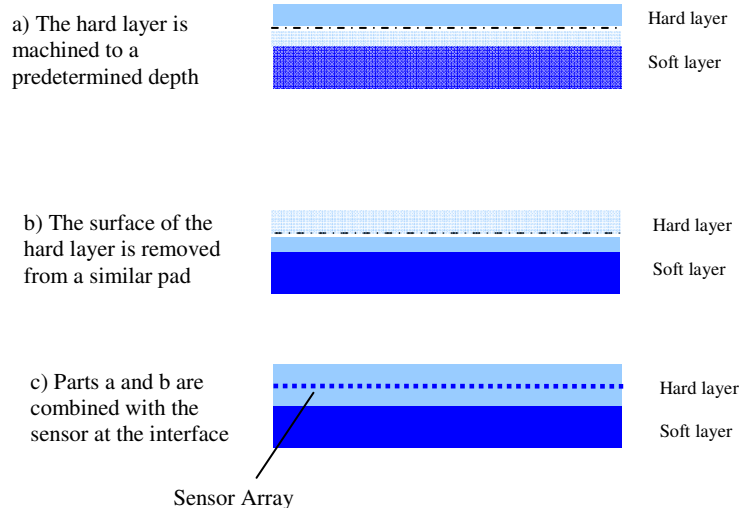 a) The hard layer is
machined to a
predetermined depth
Hard layer
Soft layer
b) The surface of the
hard layer is removed
from a similar pad
Hard layer
Soft layer
c) Parts a and b are
combined with the
sensor at the interface
Hard layer
Soft layer
Sensor Array